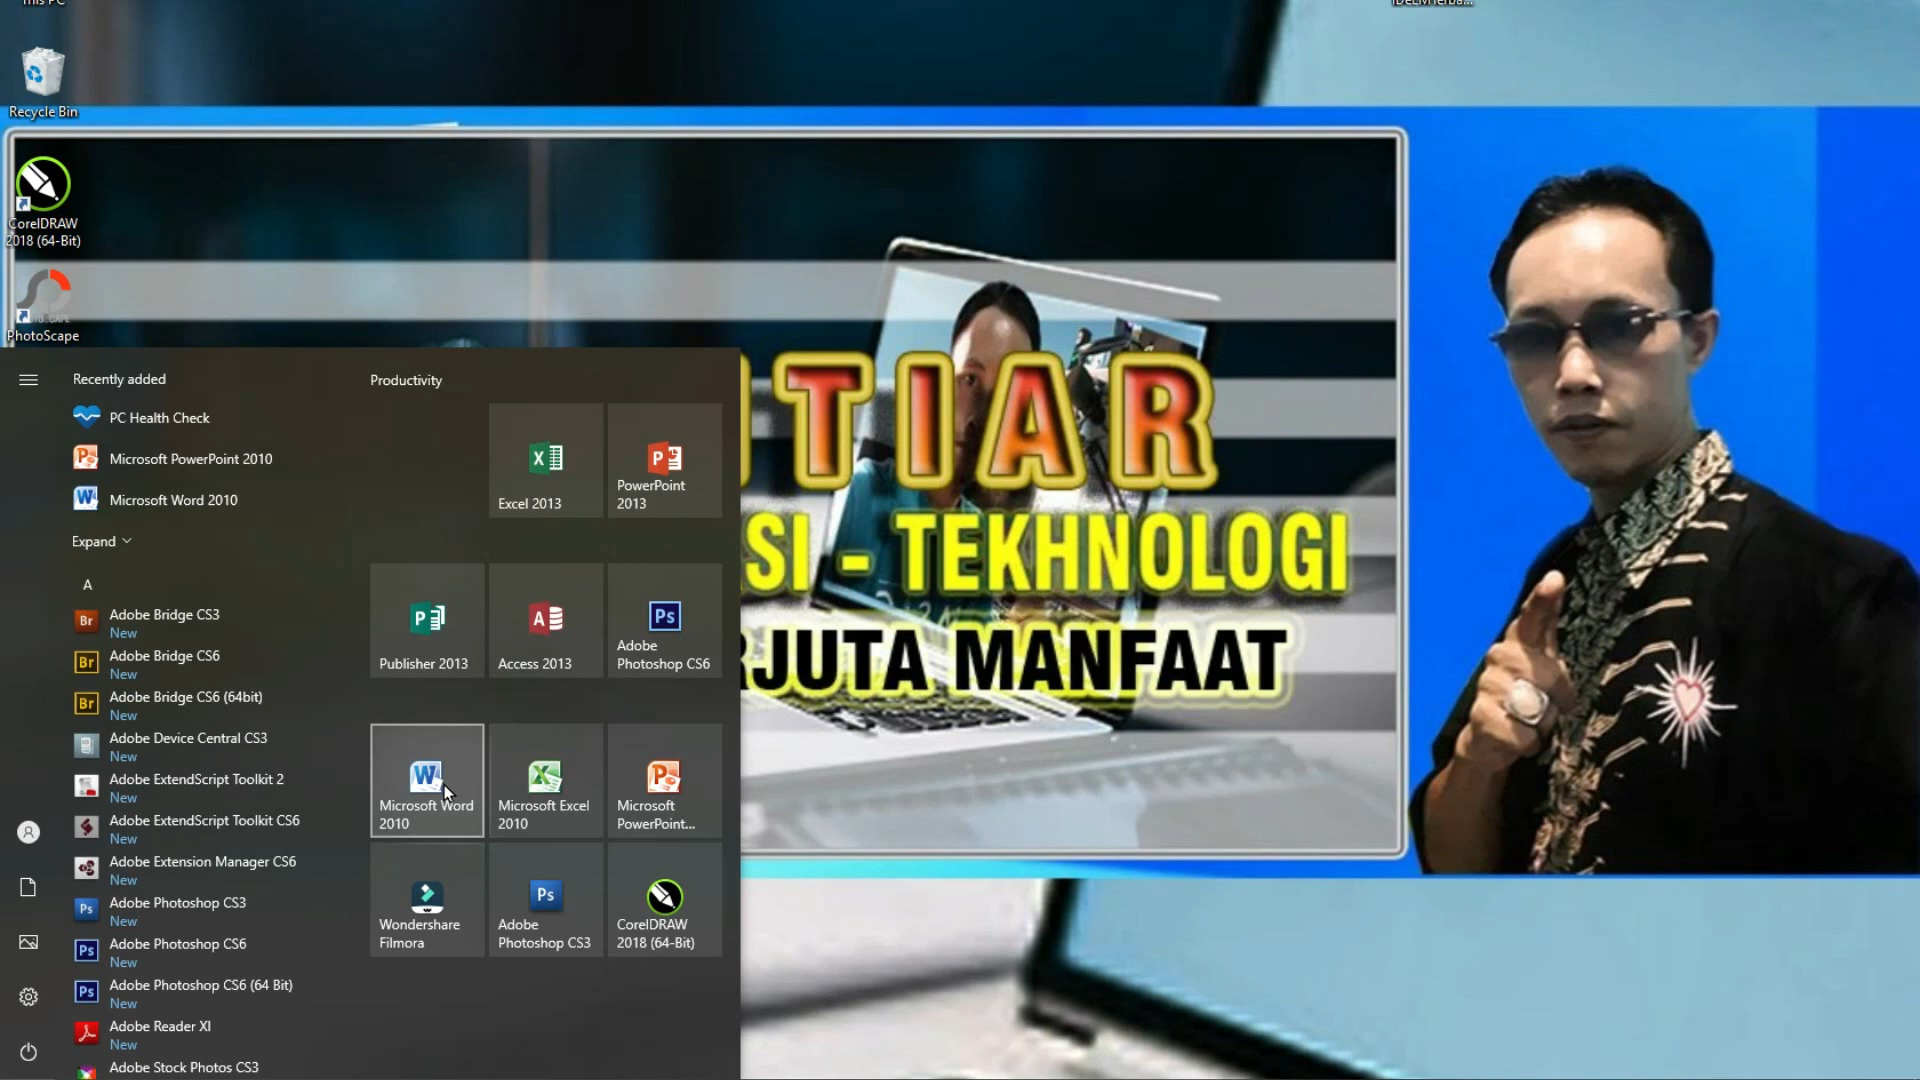 This PC
Recycle Bin
CorelDRAW
2018 (64-Bit)
PhotoScape
Recently added
PC Health Check
Microsoft PowerPoint 2010
Microsoft Word 2010
Expand
A
Adobe Bridge CS3
New
Adobe Bridge CS6
New
Adobe Bridge CS6 (64bit)
New
Adobe Device Central CS3
New
Adobe ExtendScript Toolkit 2
New
Adobe ExtendScript Toolkit CS6
New
Adobe Extension Manager CS6
New
Adobe Photoshop CS3
New
Adobe Photoshop CS6
New
Adobe Photoshop CS6 (64 Bit)
New
Adobe Reader XI
New
Adobe Stock Photos CS3
Productivity
Excel 2013
PowerPoint
2013
Publisher 2013
Access 2013
Adobe
Photoshop CS6
Microsoft Word
2010
Microsoft Excel
2010
Microsoft
PowerPoint...
Wondershare
Filmora
Adobe
Photoshop CS3
CorelDRAW
2018 (64-Bit)
TIAR
SI - TEKHNOLOGI
RJUTA MANFAAT